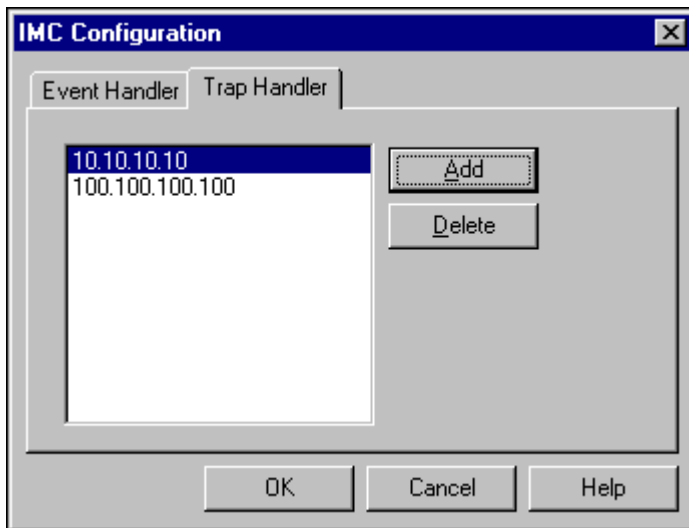 IMC Configuration
Event Handler
Trap Handler
10.10.10.10
100.100.100.100
Add
Delete
OK
Cancel
Help